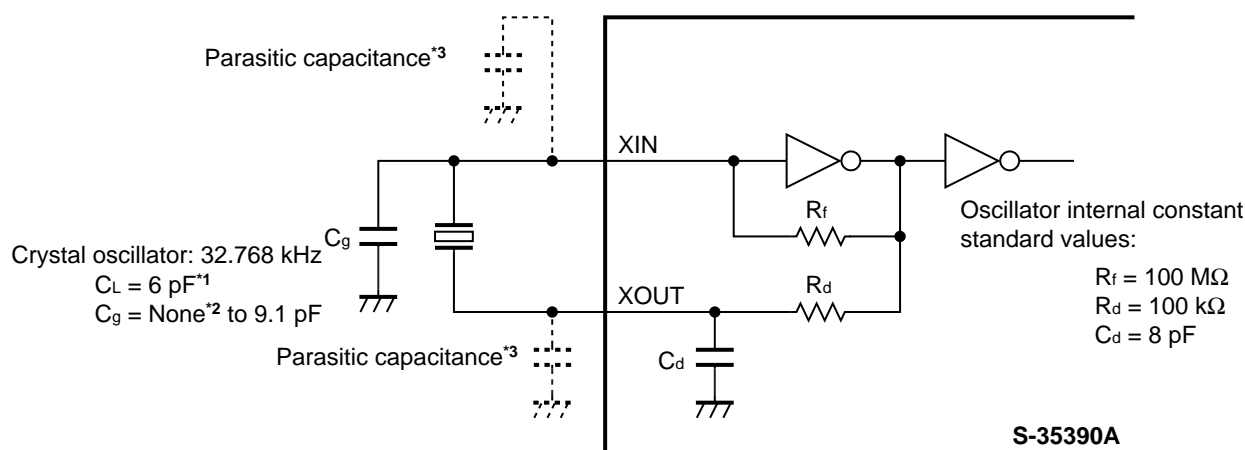 Parasitic capacitance*3
XIN
Rf
Cg
Crystal oscillator: 32.768 kHz
CL = 6 pF*1
Cg = None*2 to 9.1 pF
Oscillator internal constant
standard values:
Rf = 100 MΩ
Rd = 100 kΩ
Cd = 8 pF
XOUT
Rd
Parasitic capacitance*3
Cd
S-35390A